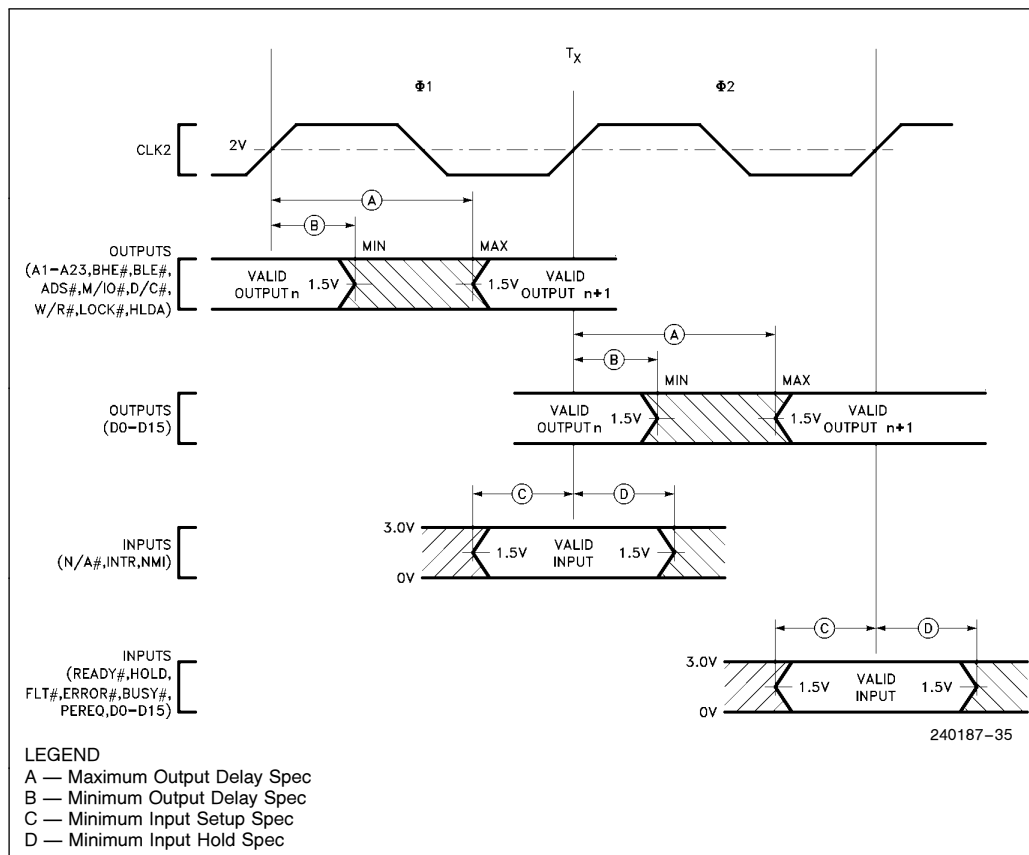 TX
Φ1
Φ2
CLK2
2V
A
B
MIN
MAX
OUTPUTS
(A1–A23,BHE#,BLE#,
ADS#,M/IO#,D/C#,
W/R#,LOCK#,HLDA)
VALID
OUTPUT n
1.5V
1.5V
VALID
OUTPUT n+1
A
B
MIN
MAX
OUTPUTS
(D0–D15)
VALID
OUTPUT n
1.5V
1.5V
VALID
OUTPUT n+1
C
D
INPUTS
(N/A#,INTR,NMI)
3.0V
0V
1.5V
VALID
INPUT
1.5V
C
D
INPUTS
(READY#,HOLD,
FLT#,ERROR#,BUSY#,
PEREQ,D0–D15)
3.0V
0V
1.5V
VALID
INPUT
1.5V
240187–35
LEGEND
A — Maximum Output Delay Spec
B — Minimum Output Delay Spec
C — Minimum Input Setup Spec
D — Minimum Input Hold Spec